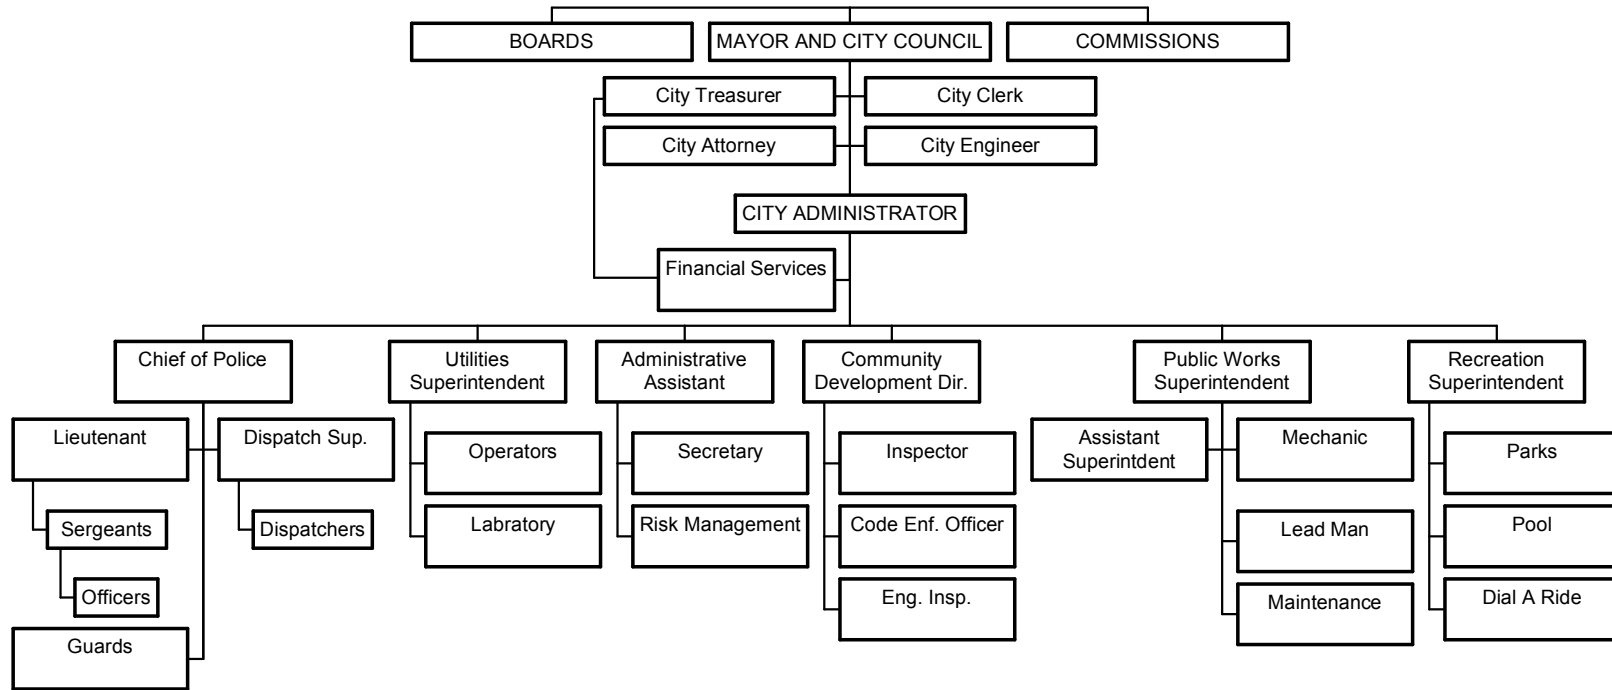 BOARDS
MAYOR AND CITY COUNCIL
COMMISSIONS
City Treasurer
City Clerk
City Attorney
City Engineer
CITY ADMINISTRATOR
Financial Services
Chief of Police
Utilities
Superintendent
Administrative
Assistant
Community
Development Dir.
Public Works
Superintendent
Recreation
Superintendent
Lieutenant
Dispatch Sup.
Operators
Secretary
Inspector
Assistant
Superintdent
Mechanic
Parks
Sergeants
Dispatchers
Labratory
Risk Management
Code Enf. Officer
Lead Man
Pool
Officers
Eng. Insp.
Maintenance
Dial A Ride
Guards